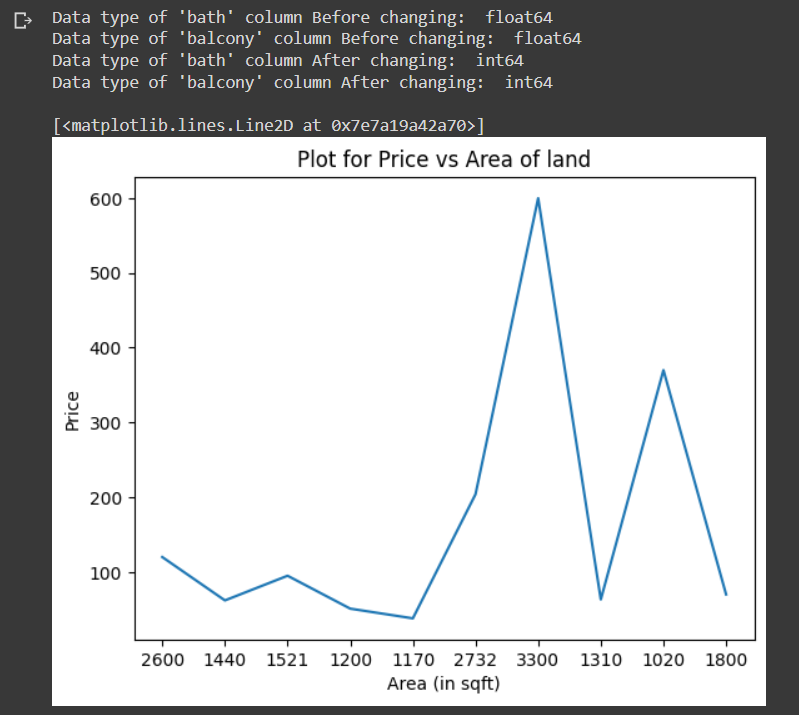 Data type of 'bath' column Before changing:  float64
Data type of 'balcony' column Before changing:  float64
Data type of 'bath' column After changing:  int64
Data type of 'balcony' column After changing:  int64
[<matplotlib.lines.Line2D at 0x7e7a19a42a70>]
Plot for Price vs Area of land
600
500
400
300
200
100
Price
2600 1440 1521 1200 1170 2732 3300 1310 1020 1800
Area (in sqft)